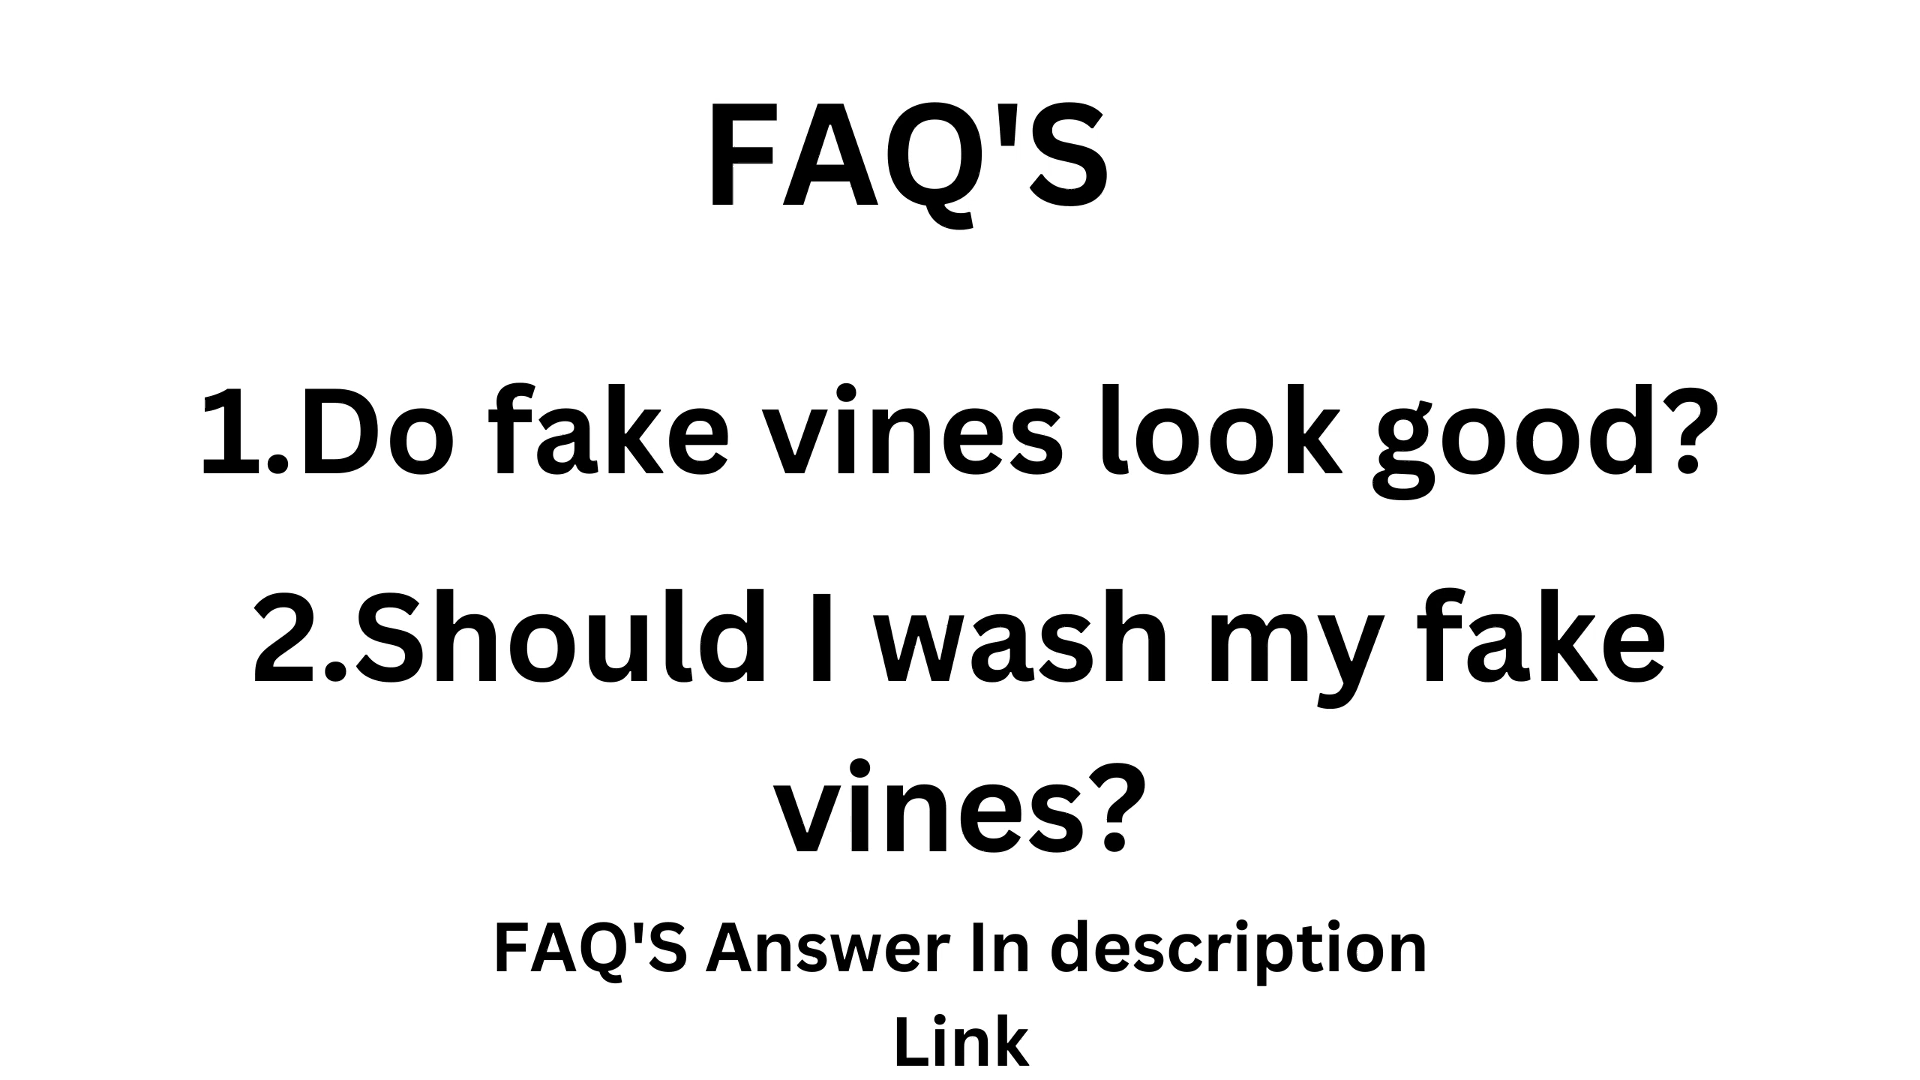 FAQ'S
1.Do fake vines look good?
2.Should I wash my fake
vines?
FAQ'S Answer In description
Link